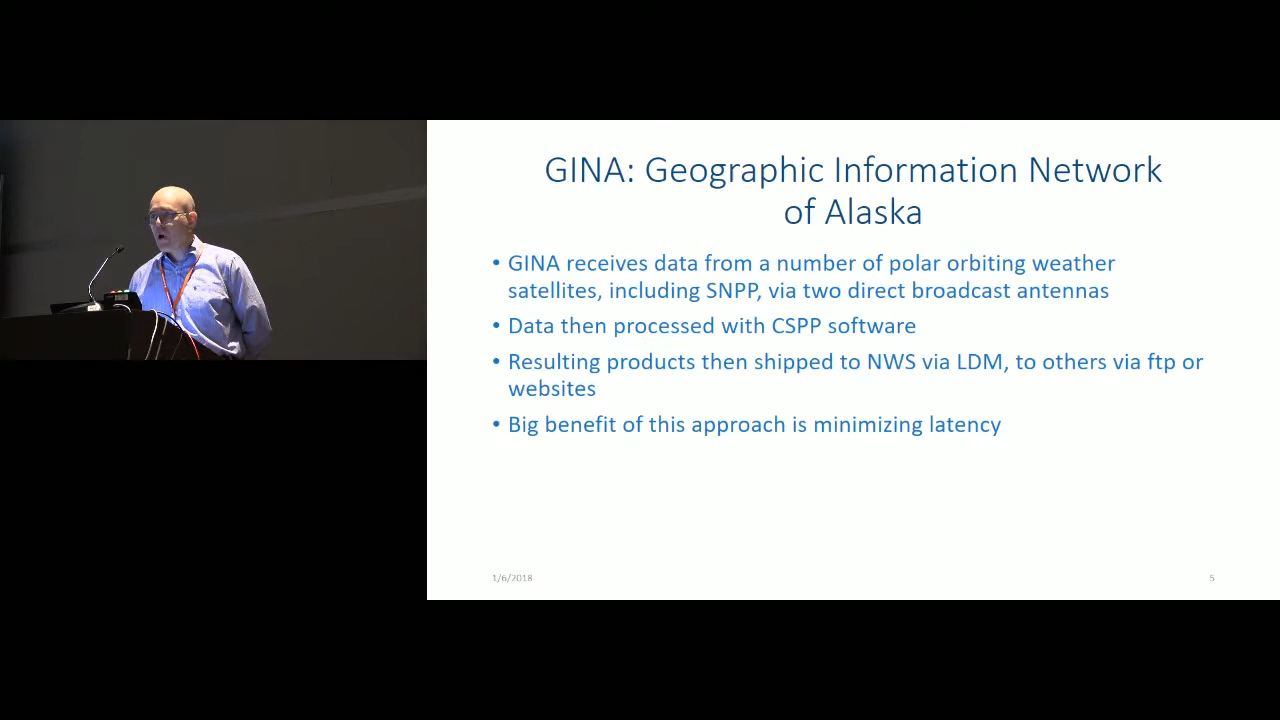 GINA: Geographic Information Network
of Alaska
• GINA receives data from a number of polar orbiting weather
satellites, including SNPP, via two direct broadcast antennas
• Data then processed with CSPP software
• Resulting products then shipped to NWS via LDM, to others via ftp or
websites
• Big benefit of this approach is minimizing latency
1/6/2018
5